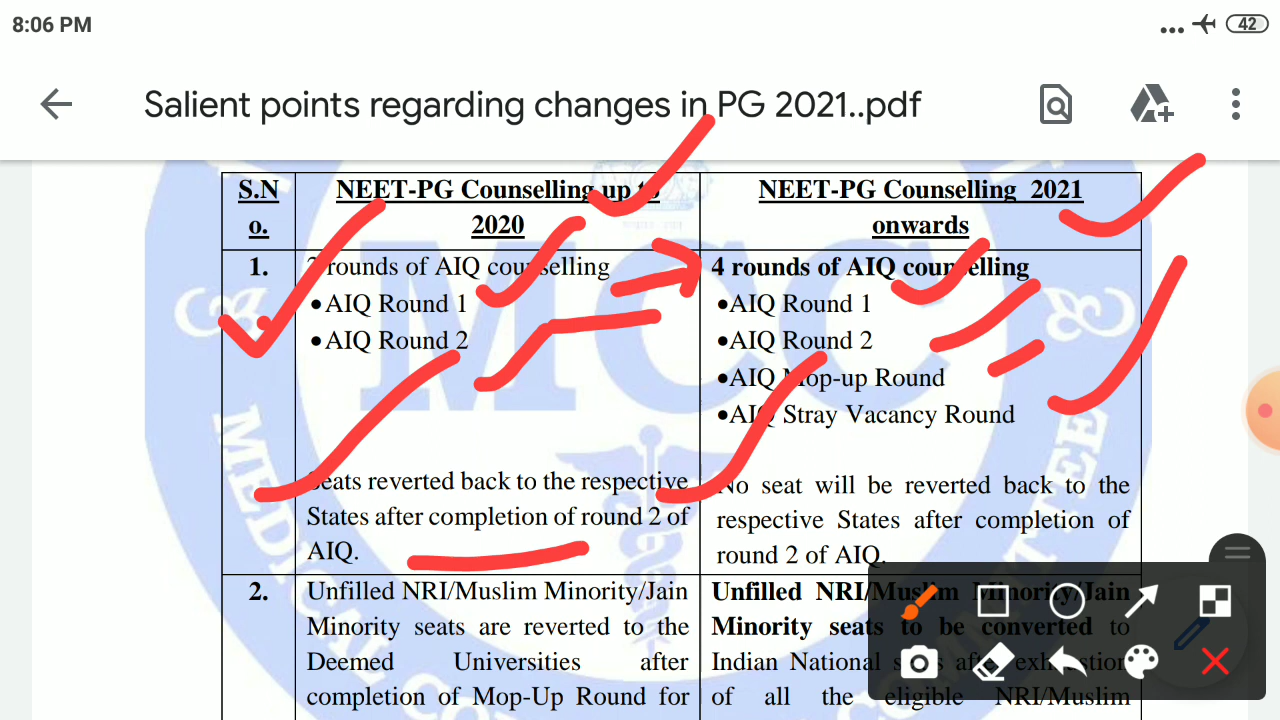 8:06 PM
42
Salient points regarding changes in PG 2021..pdf
S.N
o.
NEET-PG Counselling up to
2020
NEET-PG Counselling 2021
onwards
1.
rounds of AIQ counselling
•AIQ Round 1
•AIQ Round 2
Seats reverted back to the respective
States after completion of round 2 of
AIQ.
4 rounds of AIQ counselling
•AIQ Round 1
•AIQ Round 2
•AIQ Mop-up Round
•AIQ Stray Vacancy Round
No seat will be reverted back to the
respective States after completion of
round 2 of AIQ.
2.
Unfilled NRI/Muslim Minority/Jain
Minority seats are reverted to the
Deemed Universities after
completion of Mop-Up Round for
Unfilled NRI/Muslim Minority/Jain
Minority seats to be converted to
Indian National seats after exhaustion
of all the eligible NRI/Muslim
MCC
MEDICAL